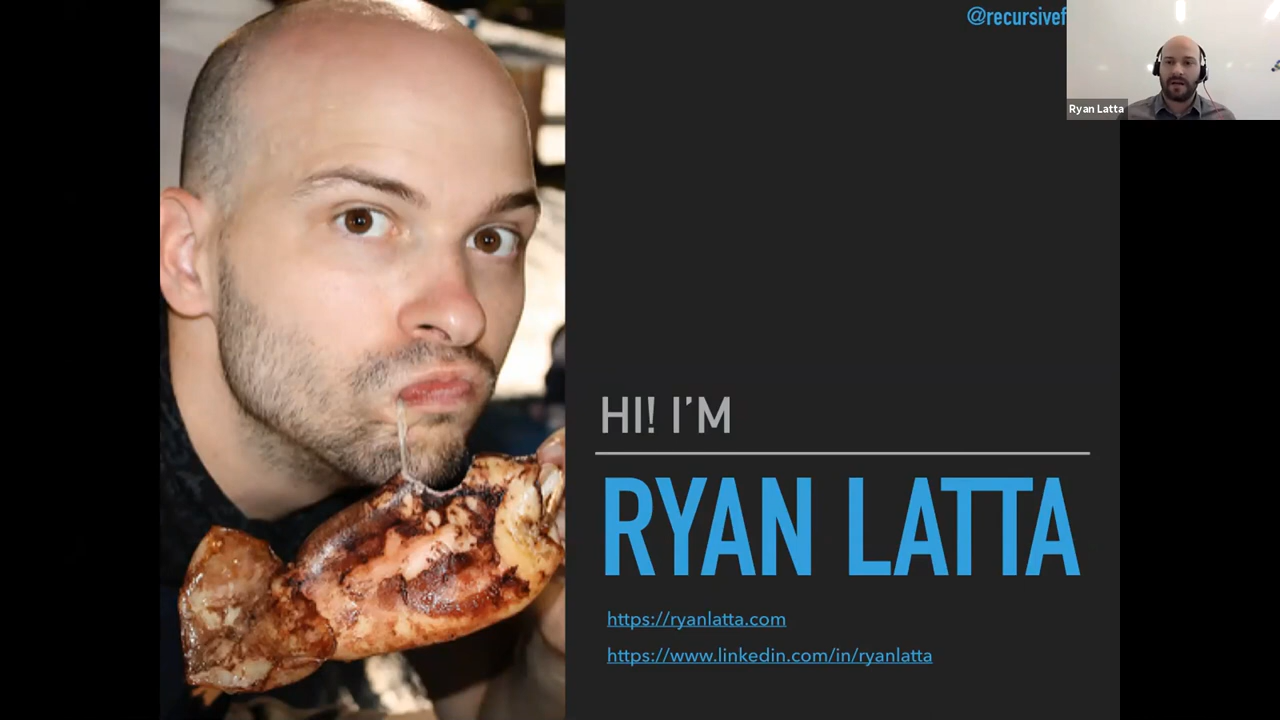 @recursivef
Ryan Latta
HI! I'M
RYAN LATTA
https://ryanlatta.com
https://www.linkedin.com/in/ryanlatta